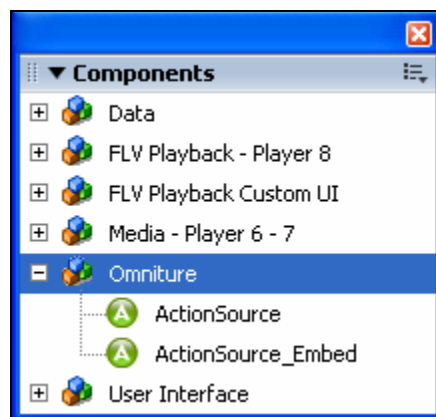 Components
Data
FLV Playback - Player 8
FLV Playback Custom UI
Media - Player 6 - 7
Omniture
ActionSource
ActionSource_Embed
User Interface